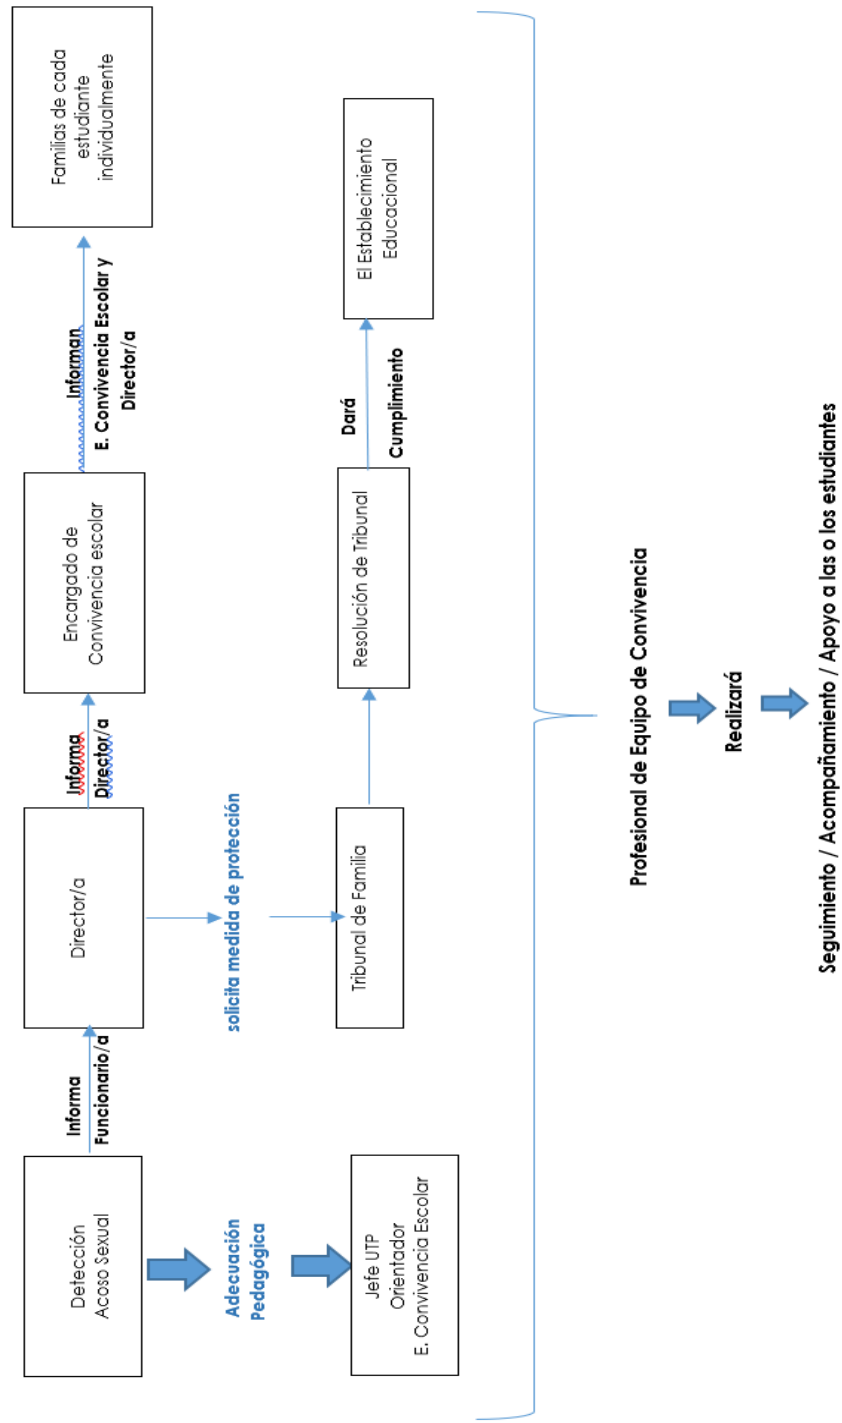 Detección
Acoso Sexual
Informa
Funcionario/a
Director/a
Informa
Director/a
Encargado de
Convivencia escolar
Informan
E. Convivencia Escolar y
Director/a
Familias de cada
estudiante
individualmente
Adecuación
Pedagógica
solicita medida de protección
Jefe UTP
Orientador
E. Convivencia Escolar
Tribunal de Familia
Resolución de Tribunal
Dará
Cumplimiento
El Establecimiento
Educacional
Profesional de Equipo de Convivencia
Realizará
Seguimiento / Acompañamiento / Apoyo a las o los estudiantes